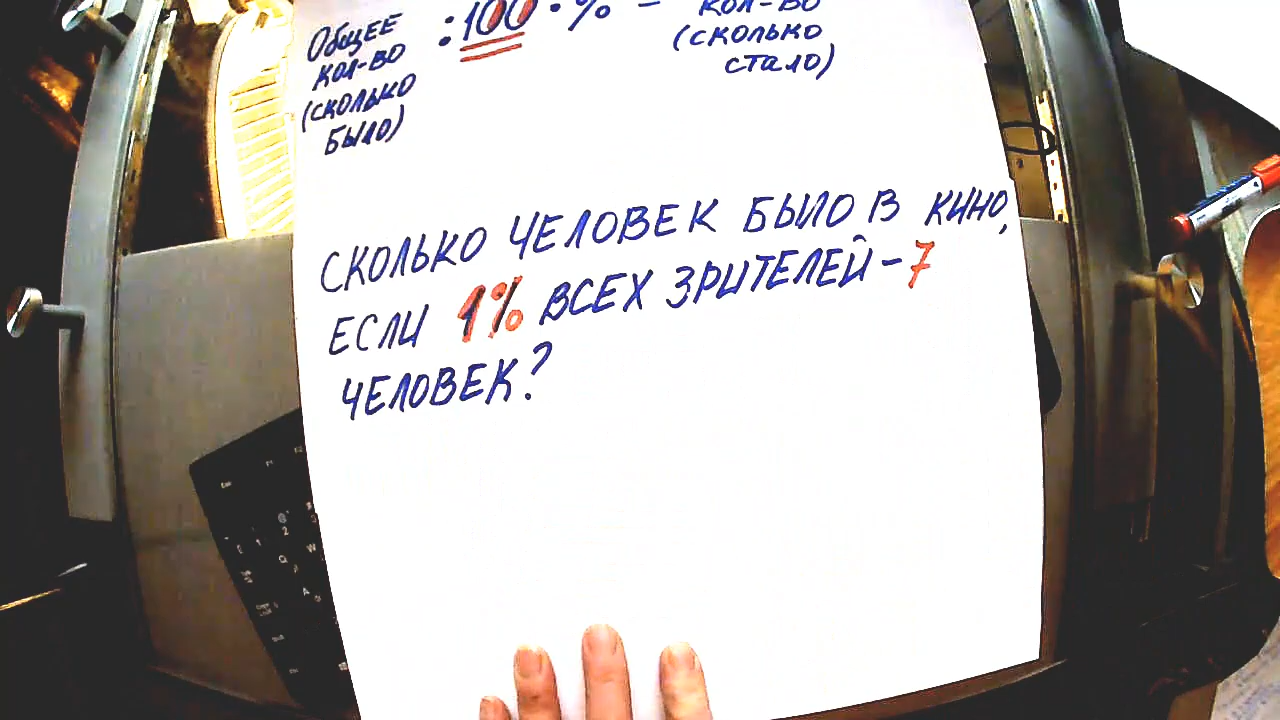 Общее : 100 · % - кол-во
кол-во (сколько
(сколько стало)
было)
Сколько человек было в кино,
если 1% всех зрителей - 7
человек?